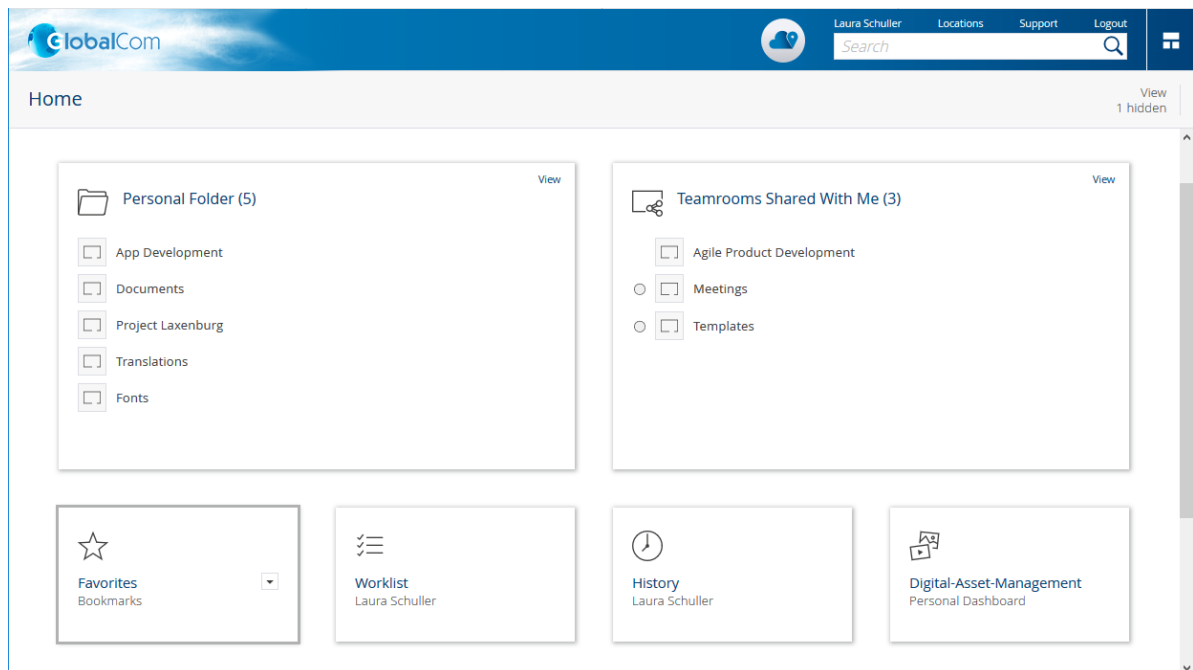 GlobalCom
Laura Schuller Locations Support Logout
Search
Home
View
1 hidden
Personal Folder (5)
View
App Development
Documents
Project Laxenburg
Translations
Fonts
Teamrooms Shared With Me (3)
View
Agile Product Development
Meetings
Templates
Favorites
Bookmarks
Worklist
Laura Schuller
History
Laura Schuller
Digital-Asset-Management
Personal Dashboard